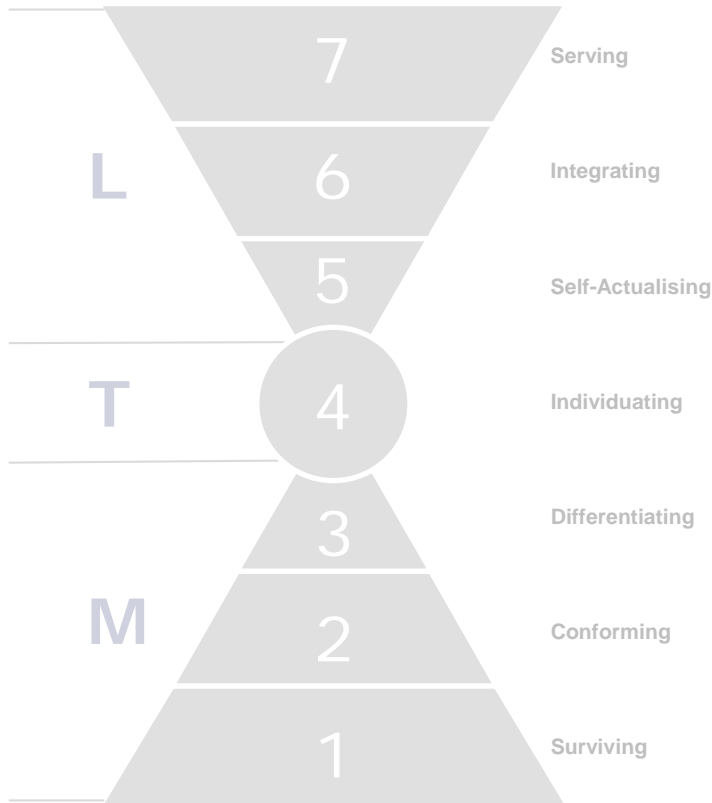 7 Serving
L 6 Integrating
5 Self-Actualising
T 4 Individuating
3 Differentiating
M 2 Conforming
1 Surviving